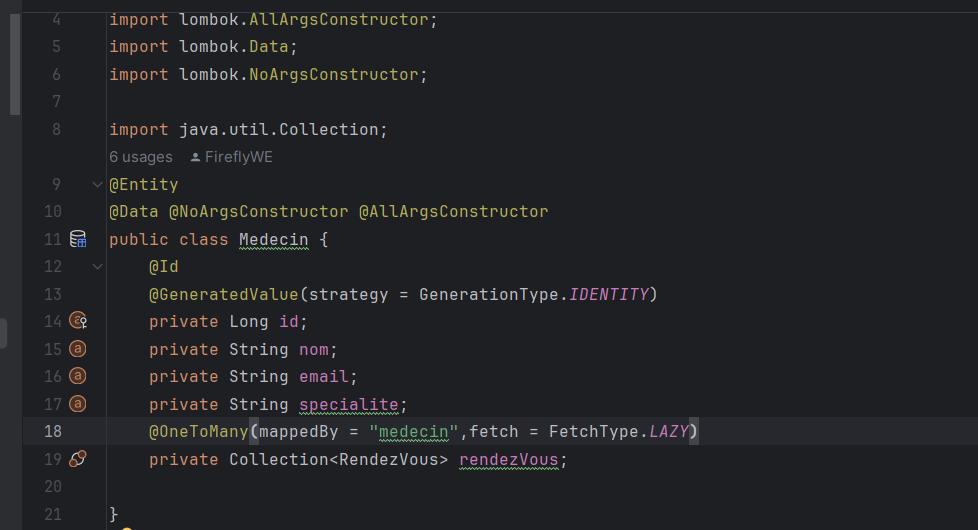 4 import lombok.AllArgsConstructor;
5 import lombok.Data;
6 import lombok.NoArgsConstructor;
7
8 import java.util.Collection;
6 usages FireflyWE
9 @Entity
10 @Data @NoArgsConstructor @AllArgsConstructor
11 public class Medecin {
12 @Id
13 @GeneratedValue(strategy = GenerationType.IDENTITY)
14 private Long id;
15 private String nom;
16 private String email;
17 private String specialite;
18 @OneToMany(mappedBy = "medecin",fetch = FetchType.LAZY)
19 private Collection<RendezVous> rendezVous;
20
21 }